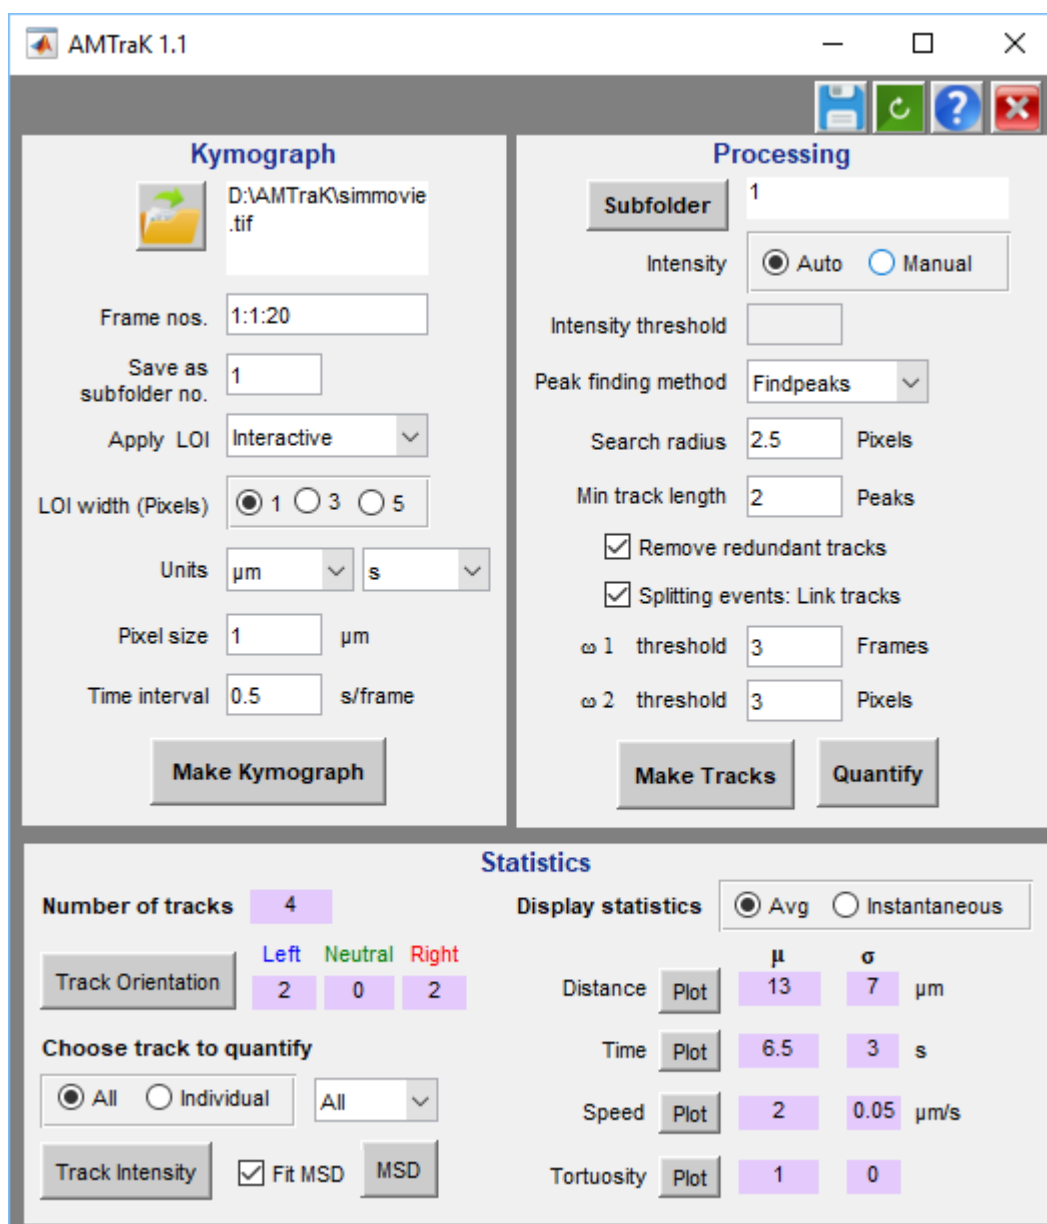 AMTraK 1.1
Kymograph
D:\AMTraK\simmovie
.tif
Frame nos. 1:1:20
Save as
subfolder no. 1
Apply LOI Interactive
LOI width (Pixels) 1 3 5
Units µm s
Pixel size 1 µm
Time interval 0.5 s/frame
Make Kymograph
Processing
Subfolder 1
Intensity Auto Manual
Intensity threshold
Peak finding method Findpeaks
Search radius 2.5 Pixels
Min track length 2 Peaks
Remove redundant tracks
Splitting events: Link tracks
ω 1 threshold 3 Frames
ω 2 threshold 3 Pixels
Make Tracks Quantify
Statistics
Number of tracks 4
Left Neutral Right
Track Orientation 2 0 2
Choose track to quantify
All Individual All
Track Intensity Fit MSD MSD
Display statistics Avg Instantaneous
μ σ
Distance Plot 13 7 µm
Time Plot 6.5 3 s
Speed Plot 2 0.05 µm/s
Tortuosity Plot 1 0